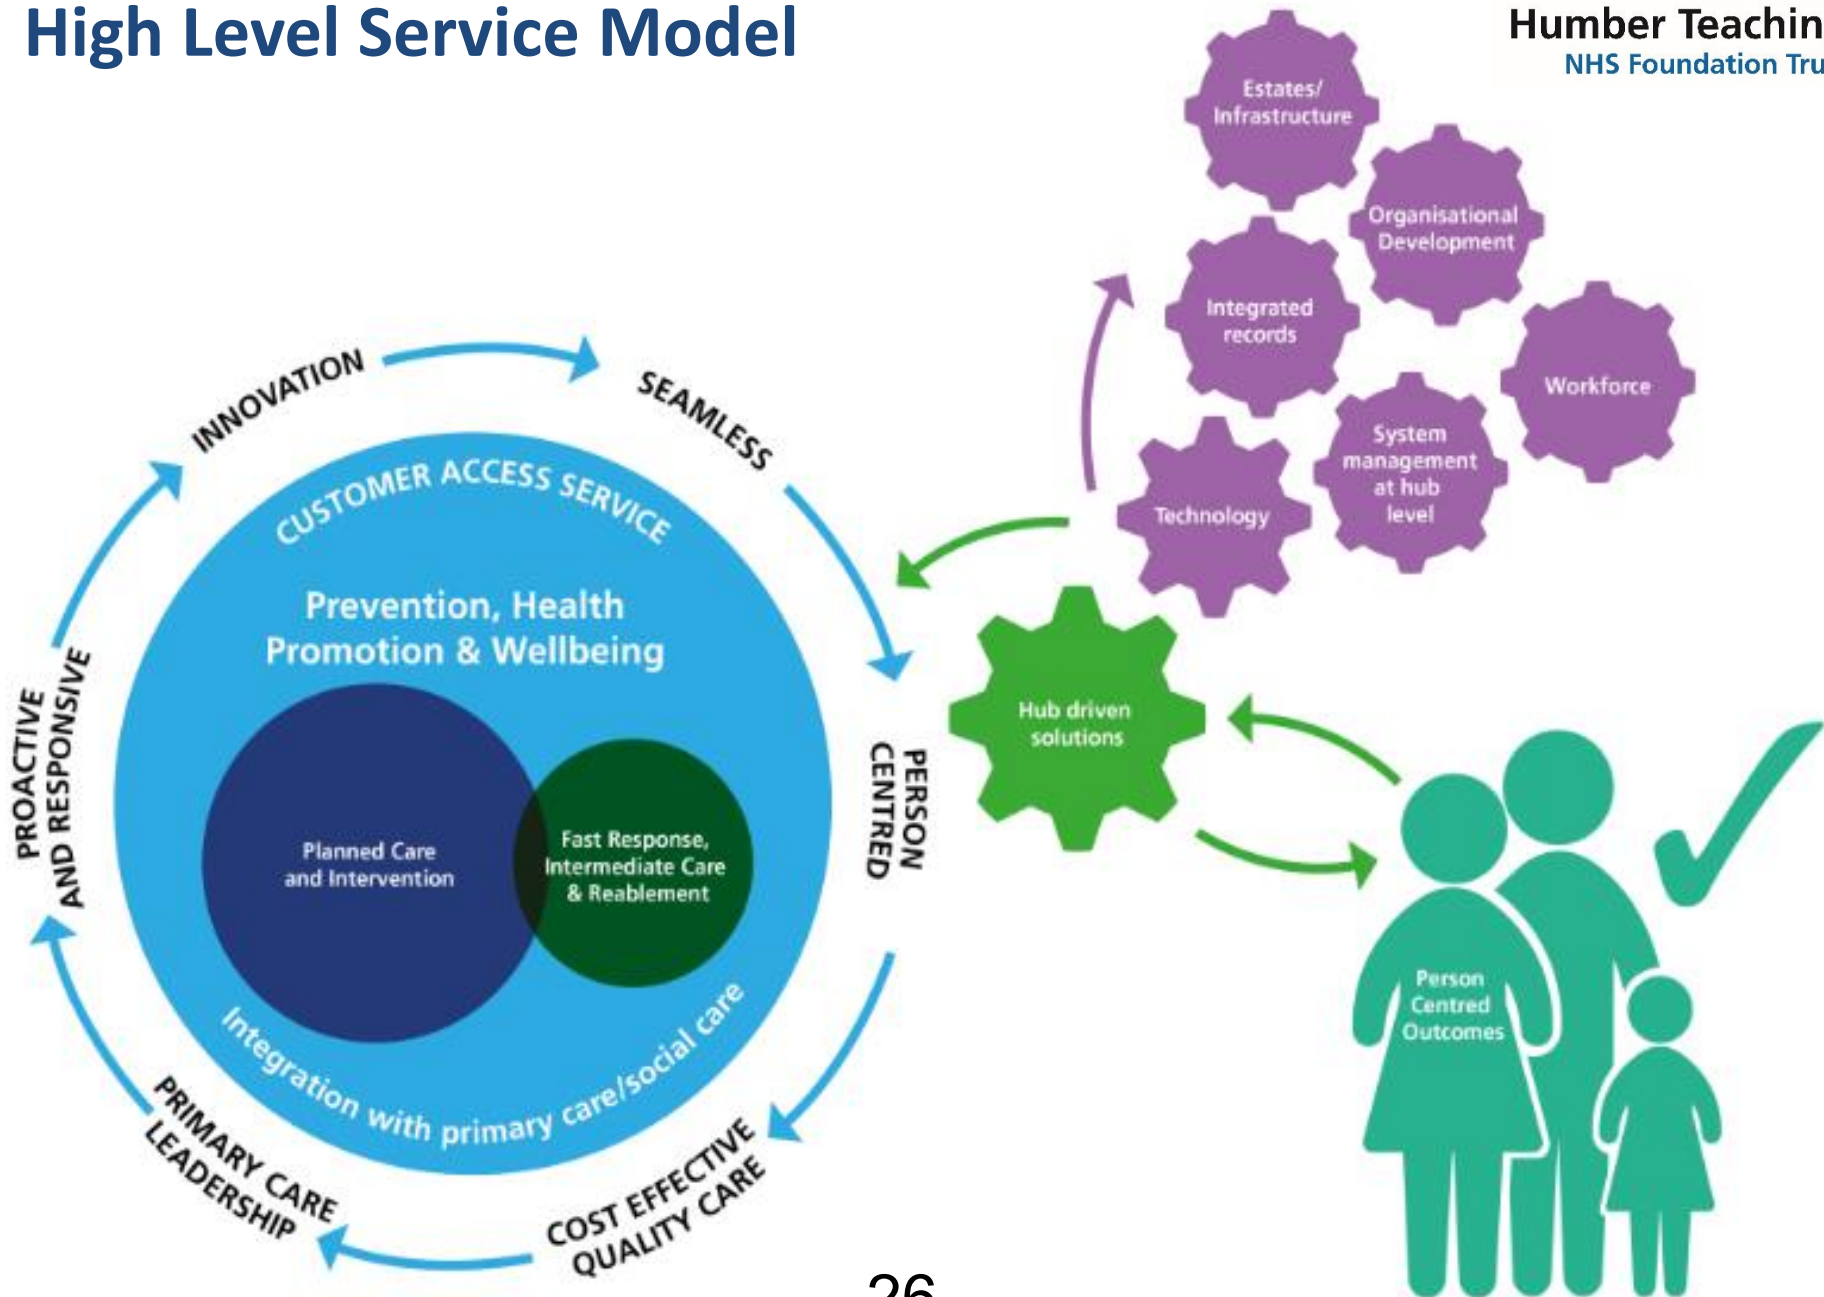 High Level Service Model
Humber Teachin
NHS Foundation Tru
Estates/
Infrastructure
Organisational
Development
Integrated
records
Workforce
System
management
at hub
level
Technology
INNOVATION
SEAMLESS
PERSON
CENTRED
COST EFFECTIVE
QUALITY CARE
PRIMARY CARE
LEADERSHIP
PROACTIVE
AND RESPONSIVE
CUSTOMER ACCESS SERVICE
Prevention, Health
Promotion & Wellbeing
Planned Care
and Intervention
Fast Response,
Intermediate Care
& Reablement
Integration with primary care/social care
Hub driven
solutions
Person
Centred
Outcomes
26